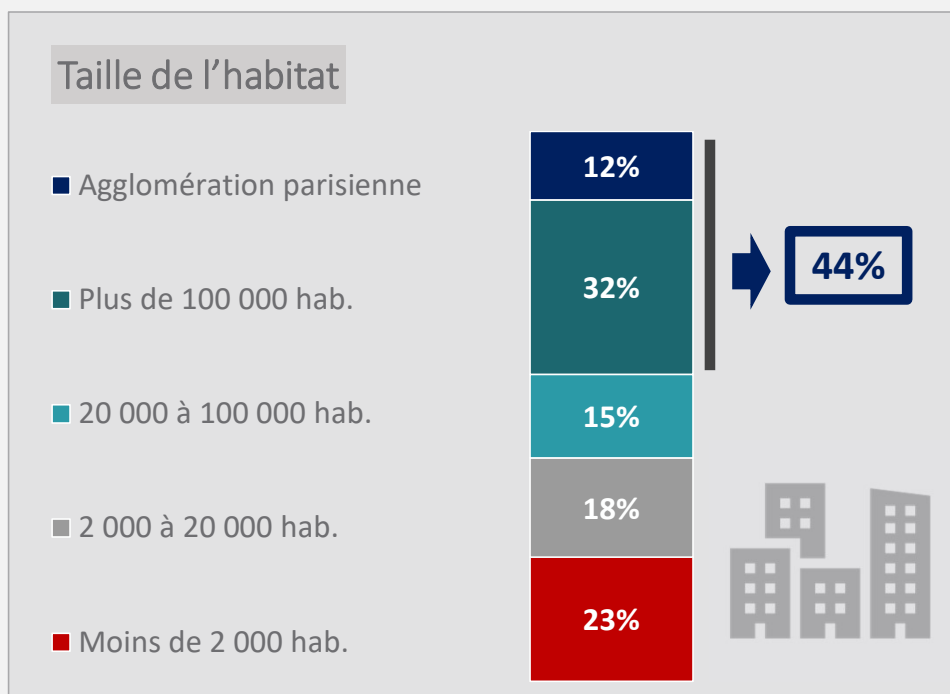 Taille de l’habitat
Agglomération parisienne
12%
Plus de 100 000 hab.
32%
44%
20 000 à 100 000 hab.
15%
2 000 à 20 000 hab.
18%
Moins de 2 000 hab.
23%